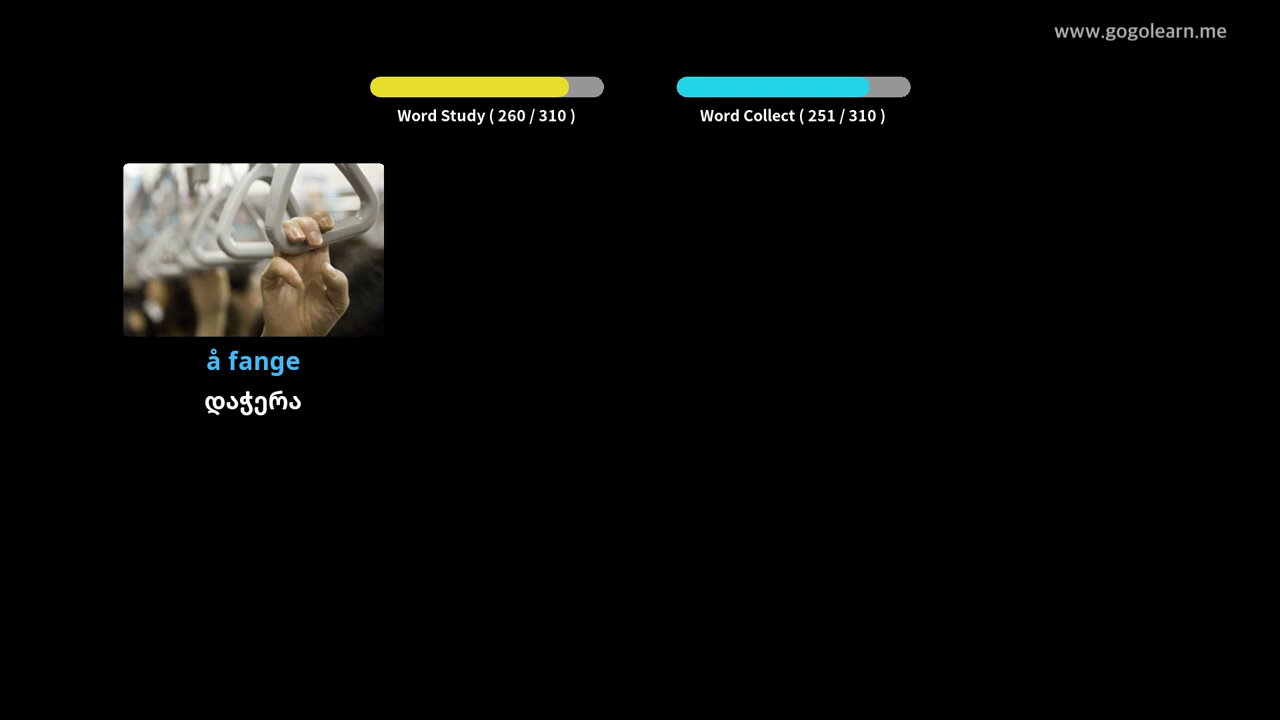 www.gogolearn.me
Word Study ( 260 / 310 )
Word Collect ( 251 / 310 )
å fange
დაჭერა